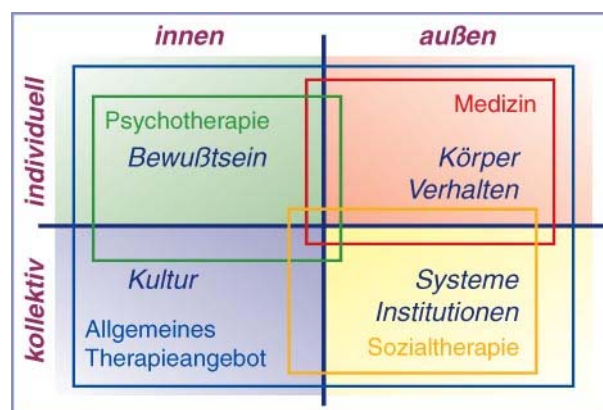 innen
außen
individuell
Psychotherapie
Bewußtsein
Medizin
Körper
Verhalten
kollektiv
Kultur
Allgemeines
Therapieangebot
Systeme
Institutionen
Sozialtherapie